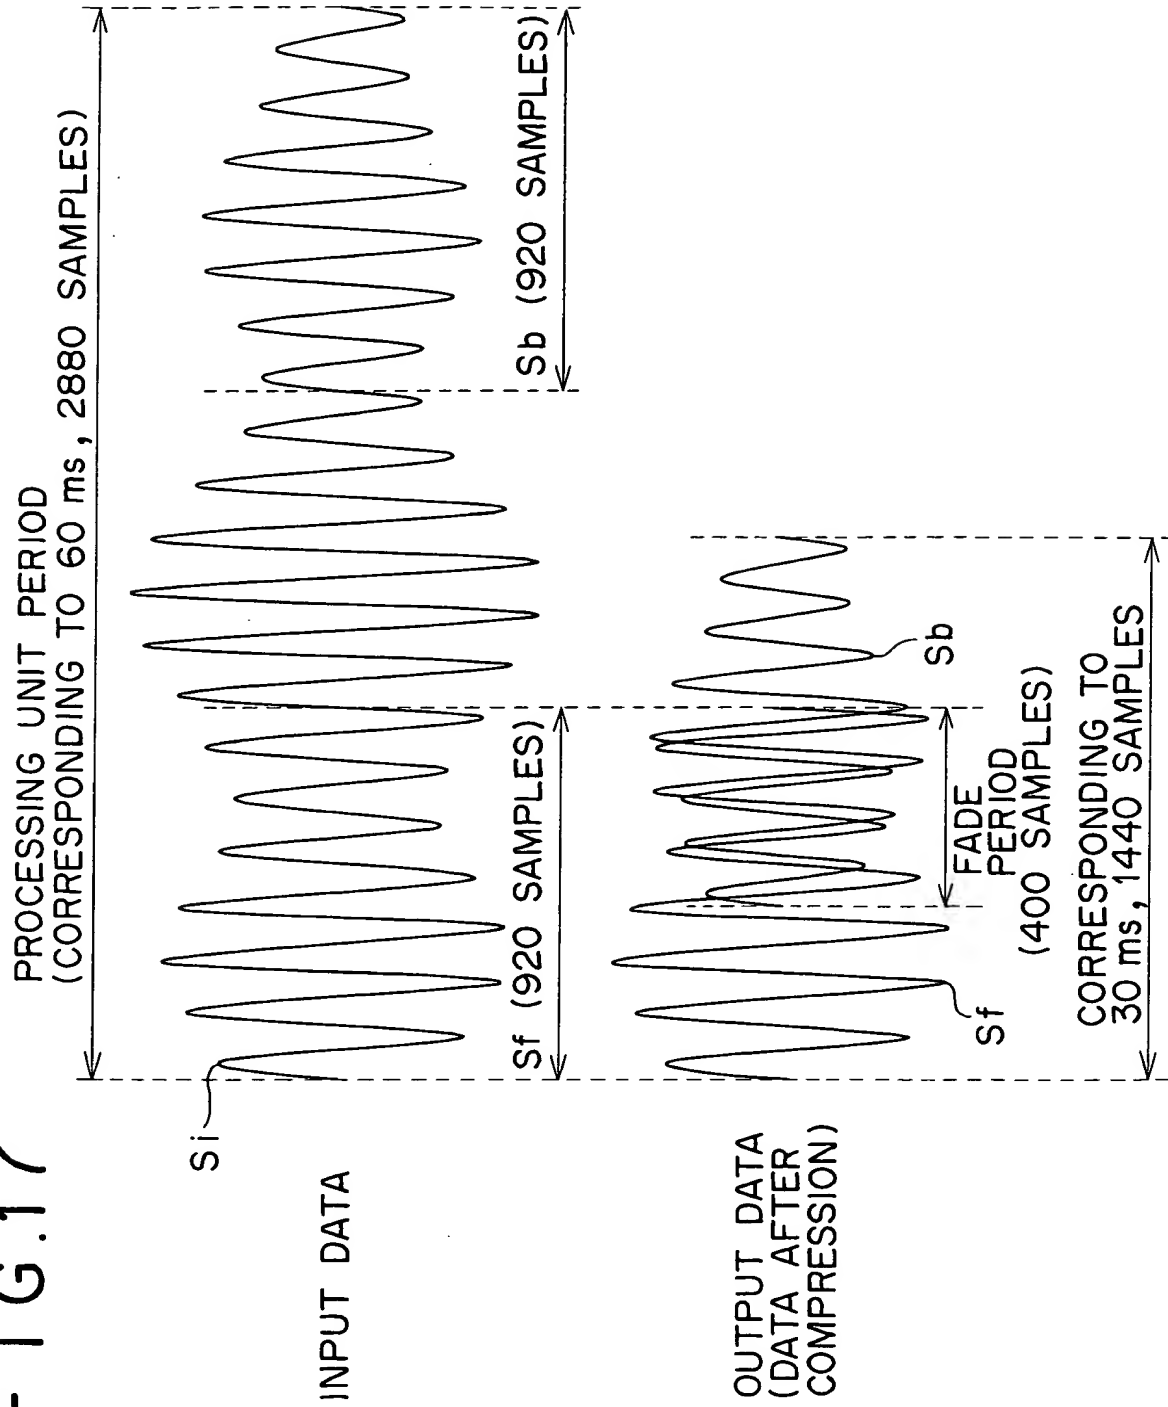 FIG.17
PROCESSING UNIT PERIOD
(CORRESPONDING TO 60 ms, 2880 SAMPLES)
Si
INPUT DATA
Sf (920 SAMPLES)
Sb (920 SAMPLES)
OUTPUT DATA
(DATA AFTER
COMPRESSION)
Sf
Sb
FADE
PERIOD
(400 SAMPLES)
CORRESPONDING TO
30 ms, 1440 SAMPLES